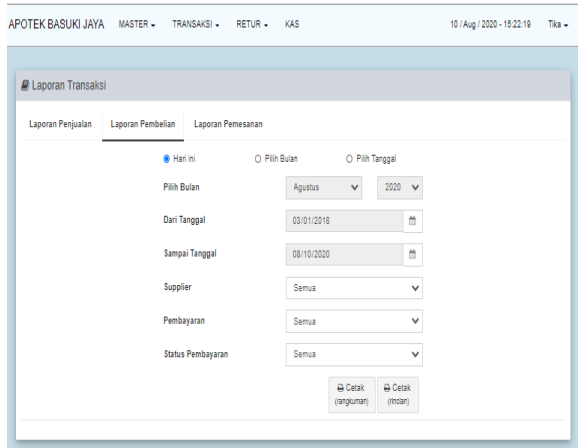 APOTEK BASUKI JAYA MASTER TRANSAKSI RETUR KAS 10 / Aug / 2020 - 15:22:19 Tika
Laporan Transaksi
Laporan Penjualan Laporan Pembelian Laporan Pemesanan
Hari ini Pilih Bulan Pilih Tanggal
Pilih Bulan Agustus 2020
Dari Tanggal 03/01/2018
Sampai Tanggal 08/10/2020
Supplier Semua
Pembayaran Semua
Status Pembayaran Semua
Cetak Cetak
(rangkuman) (rincian)